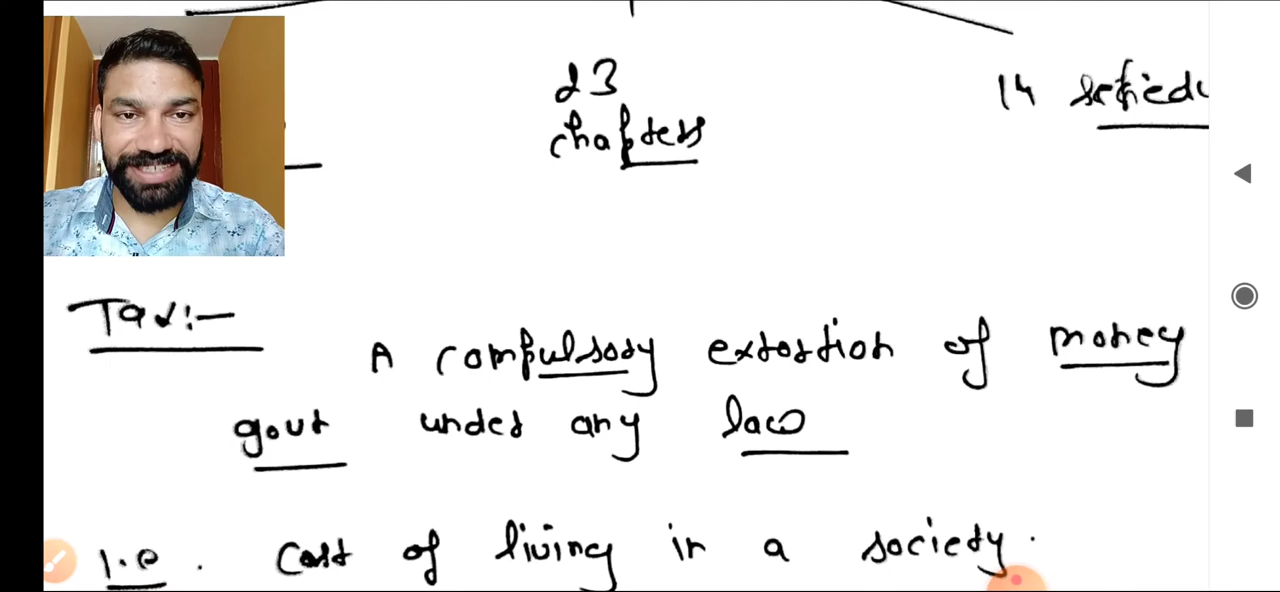 23
chapters
14 schedu
Tax:-
A compulsory extortion of money
govt under any law
i.e. Cost of living in a society.